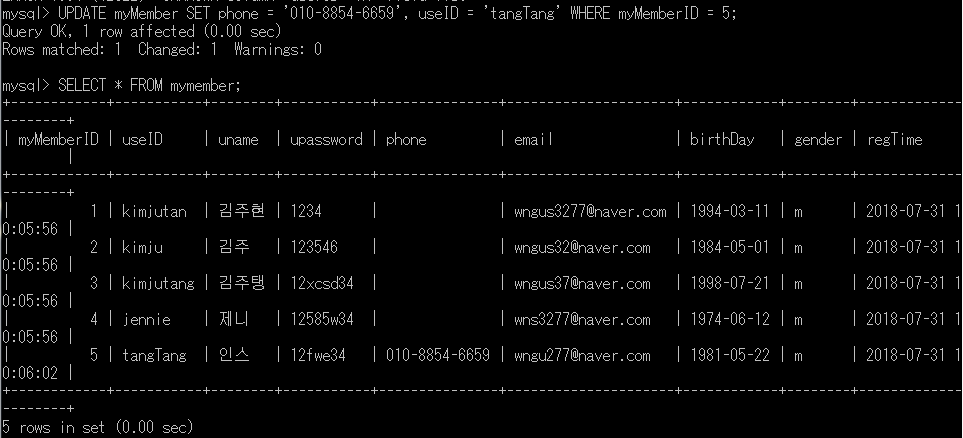 mysql> UPDATE myMember SET phone = '010-8854-6659', useID = 'tangTang' WHERE myMemberID = 5;
Query OK, 1 row affected (0.00 sec)
Rows matched: 1  Changed: 1  Warnings: 0

mysql> SELECT * FROM mymember;
+------------+-----------+--------+-----------+---------------+--------------------+------------+--------+-------------
--------+
| myMemberID | useID     | uname  | upassword | phone         | email              | birthDay   | gender | regTime
        |
+------------+-----------+--------+-----------+---------------+--------------------+------------+--------+-------------
--------+
|          1 | kimjutan  | 김주현 | 1234      |               | wngus3277@naver.com | 1994-03-11 | m      | 2018-07-31 1
0:05:56 |
|          2 | kimju     | 김주   | 123546    |               | wngus32@naver.com  | 1984-05-01 | m      | 2018-07-31 1
0:05:56 |
|          3 | kimjutang | 김주탱 | 12xcsd34  |               | wngus37@naver.com  | 1998-07-21 | m      | 2018-07-31 1
0:05:56 |
|          4 | jennie    | 제니   | 12585w34  |               | wns3277@naver.com  | 1974-06-12 | m      | 2018-07-31 1
0:05:56 |
|          5 | tangTang  | 인스   | 12fwe34   | 010-8854-6659 | wngu277@naver.com  | 1981-05-22 | m      | 2018-07-31 1
0:06:02 |
+------------+-----------+--------+-----------+---------------+--------------------+------------+--------+-------------
--------+
5 rows in set (0.00 sec)